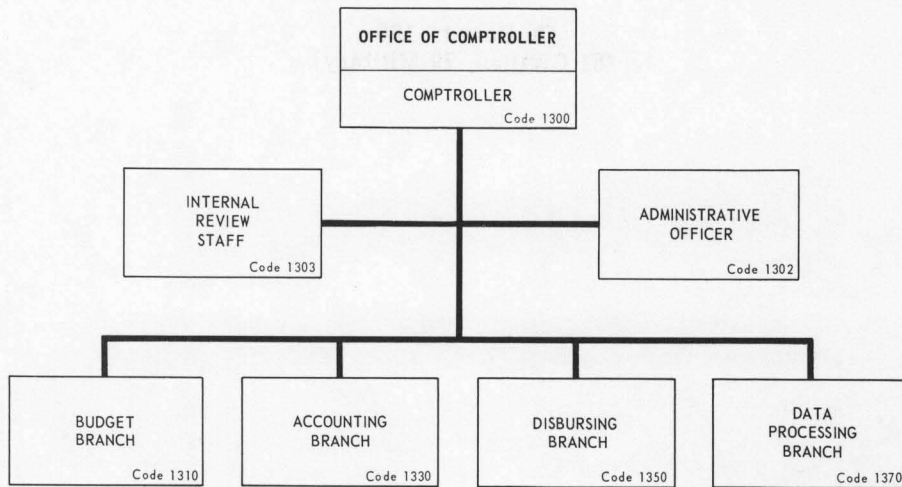 OFFICE OF COMPTROLLER
COMPTROLLER
Code 1300
INTERNAL
REVIEW
STAFF
Code 1303
ADMINISTRATIVE
OFFICER
Code 1302
BUDGET
BRANCH
Code 1310
ACCOUNTING
BRANCH
Code 1330
DISBURSING
BRANCH
Code 1350
DATA
PROCESSING
BRANCH
Code 1370